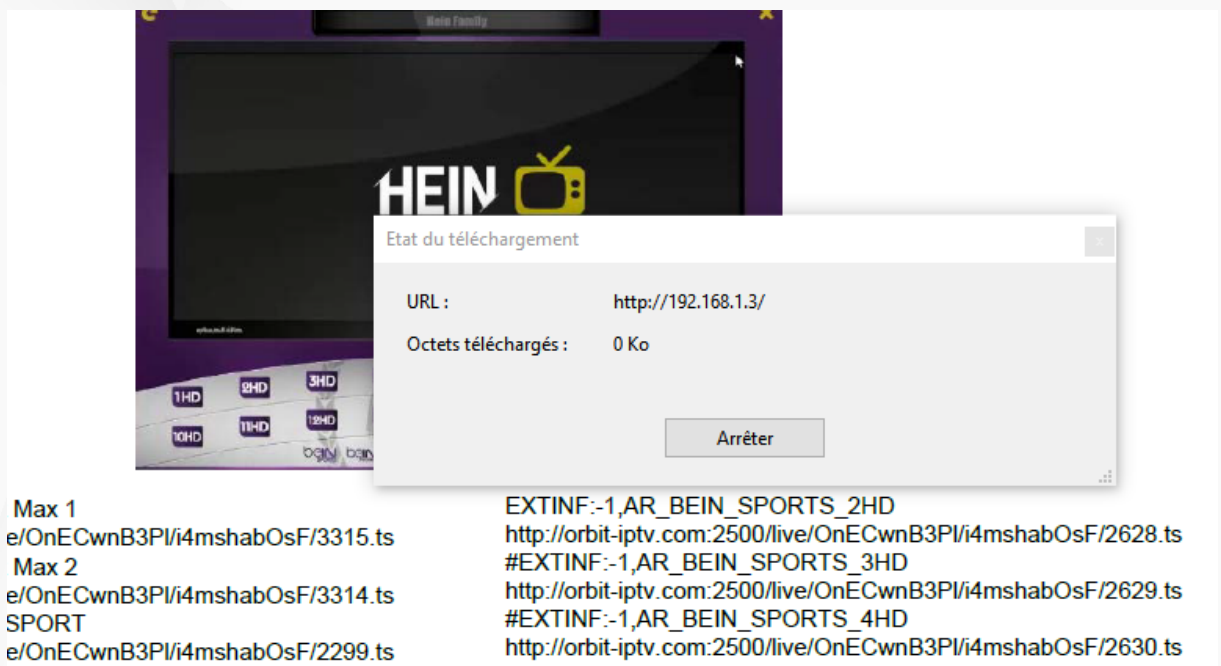 Hein Family
HEIN
Etat du téléchargement
x
URL :
http://192.168.1.3/
Octets téléchargés :
0 Ko
Arrêter
1HD
2HD
3HD
10HD
11HD
12HD
beIN
beIN
Max 1
e/OnECwnB3Pl/i4mshabOsF/3315.ts
Max 2
e/OnECwnB3Pl/i4mshabOsF/3314.ts
SPORT
e/OnECwnB3Pl/i4mshabOsF/2299.ts
EXTINF:-1,AR_BEIN_SPORTS_2HD
http://orbit-iptv.com:2500/live/OnECwnB3Pl/i4mshabOsF/2628.ts
#EXTINF:-1,AR_BEIN_SPORTS_3HD
http://orbit-iptv.com:2500/live/OnECwnB3Pl/i4mshabOsF/2629.ts
#EXTINF:-1,AR_BEIN_SPORTS_4HD
http://orbit-iptv.com:2500/live/OnECwnB3Pl/i4mshabOsF/2630.ts